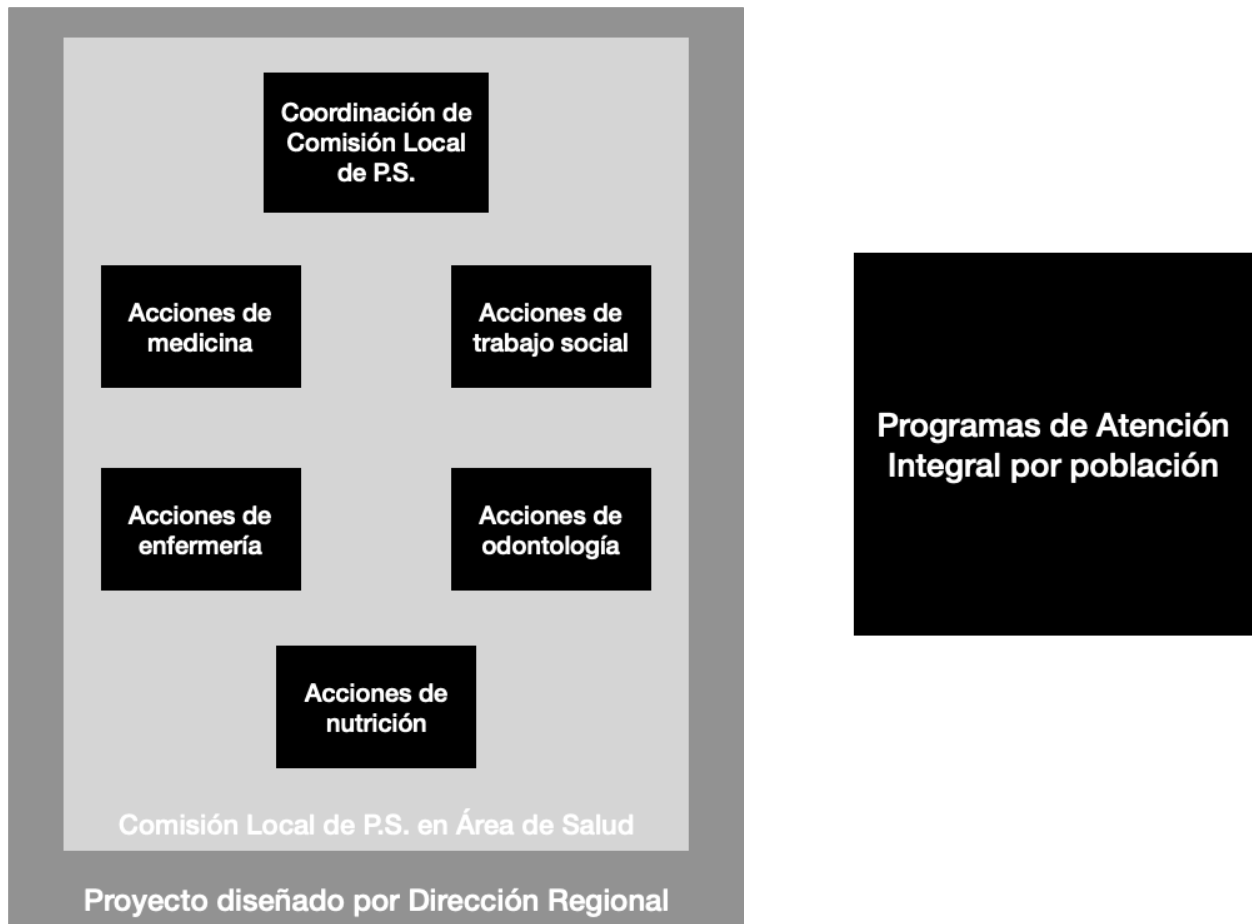 Coordinación de
Comisión Local
de P.S.
Acciones de
medicina
Acciones de
trabajo social
Acciones de
enfermería
Acciones de
odontología
Acciones de
nutrición
Comisión Local de P.S. en Área de Salud
Proyecto diseñado por Dirección Regional
Programas de Atención
Integral por población